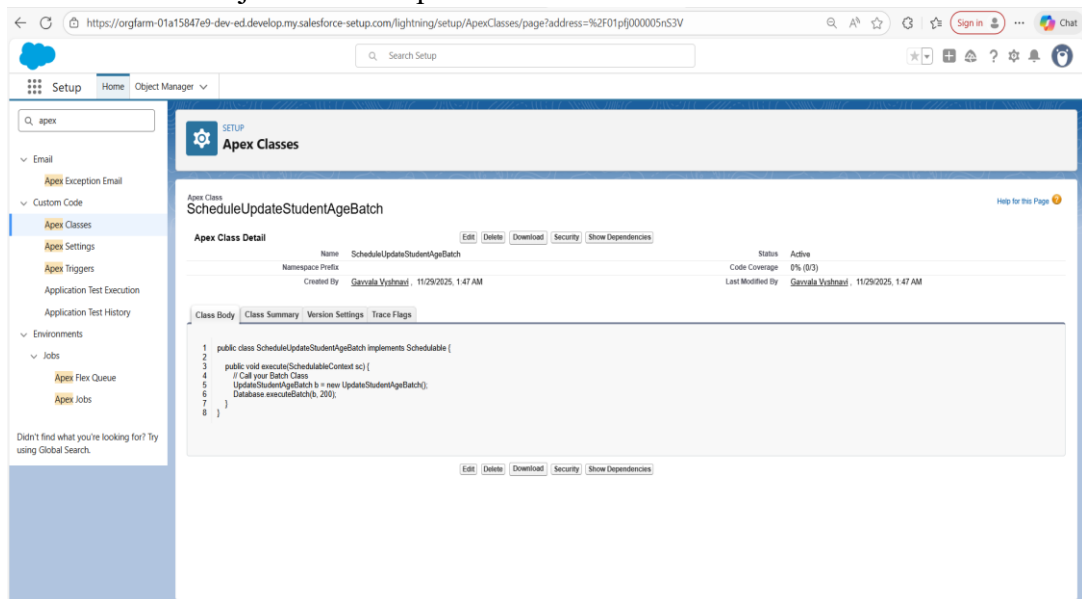 https://orgfarm-01a15847e9-dev-ed.develop.my.salesforce-setup.com/lightning/setup/ApexClasses/page?address=%2F01pfj000005nS3V
Sign in
Chat
Search Setup
Setup Home Object Manager
apex
Email
Apex Exception Email
Custom Code
Apex Classes
Apex Settings
Apex Triggers
Application Test Execution
Application Test History
Environments
Jobs
Apex Flex Queue
Apex Jobs
Didn't find what you're looking for? Try
using Global Search.
SETUP
Apex Classes
Apex Class
ScheduleUpdateStudentAgeBatch
Help for this Page
Apex Class Detail
Edit Delete Download Security Show Dependencies
Name ScheduleUpdateStudentAgeBatch Status Active
Namespace Prefix Code Coverage 0% (0/3)
Created By Gavvala Vyshnavi , 11/29/2025, 1:47 AM Last Modified By Gavvala Vyshnavi , 11/29/2025, 1:47 AM
Class Body Class Summary Version Settings Trace Flags
1 public class ScheduleUpdateStudentAgeBatch implements Schedulable {
2
3 public void execute(SchedulableContext sc) {
4 // Call your Batch Class
5 UpdateStudentAgeBatch b = new UpdateStudentAgeBatch();
6 Database.executeBatch(b, 200);
7 }
8 }
Edit Delete Download Security Show Dependencies